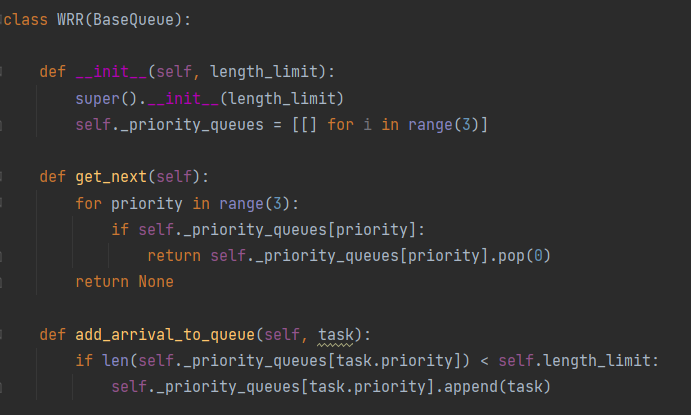 class WRR(BaseQueue):
    def __init__(self, length_limit):
        super().__init__(length_limit)
        self._priority_queues = [[] for i in range(3)]
    def get_next(self):
        for priority in range(3):
            if self._priority_queues[priority]:
                return self._priority_queues[priority].pop(0)
        return None
    def add_arrival_to_queue(self, task):
        if len(self._priority_queues[task.priority]) < self.length_limit:
            self._priority_queues[task.priority].append(task)